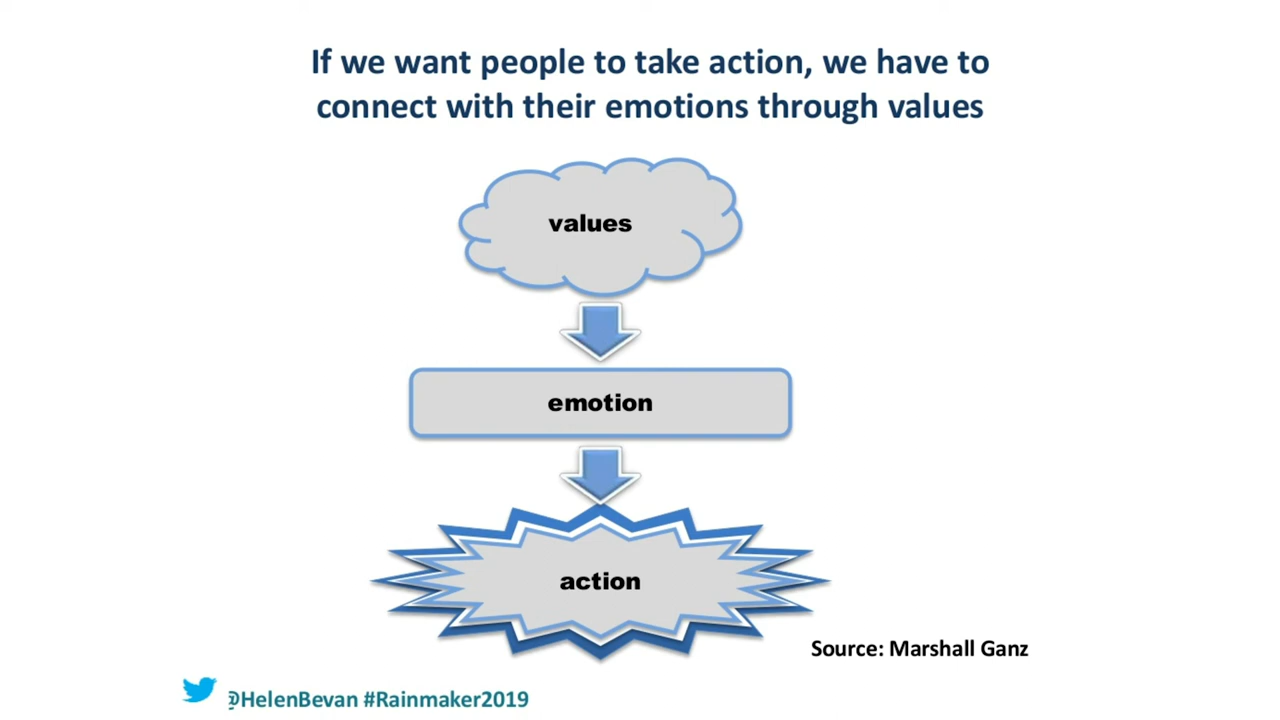 If we want people to take action, we have to
connect with their emotions through values
values
emotion
action
Source: Marshall Ganz
@HelenBevan #Rainmaker2019